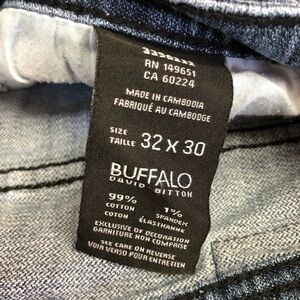 RN 149651
CA 60224
MADE IN CAMBODIA
FABRIQUÉ AU CAMBODGE
SIZE
TAILLE 32 x 30
BUFFALO
DAVID BITTON
99% 1%
COTTON SPANDEX
COTON ÉLASTHANNE
EXCLUSIVE OF DECORATION
GARNITURE NON COMPRISE
SEE CARE ON REVERSE
VOIR VERSO POUR ENTRETIEN